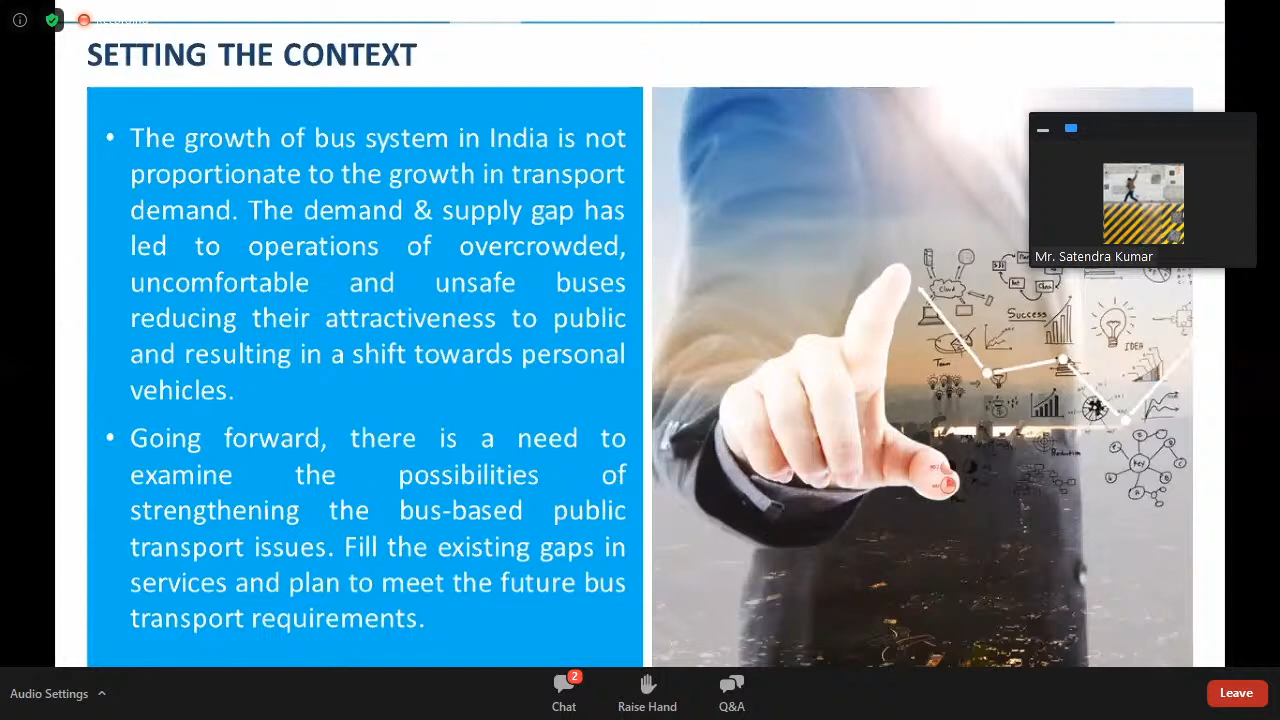 SETTING THE CONTEXT
• The growth of bus system in India is not
proportionate to the growth in transport
demand. The demand & supply gap has
led to operations of overcrowded,
uncomfortable and unsafe buses
reducing their attractiveness to public
and resulting in a shift towards personal
vehicles.
• Going forward, there is a need to
examine the possibilities of
strengthening the bus-based public
transport issues. Fill the existing gaps in
services and plan to meet the future bus
transport requirements.
Mr. Satendra Kumar
Cloud
Success
Team
IDEA
Reduction
Key
Audio Settings
2
Chat
Raise Hand
Q&A
Leave